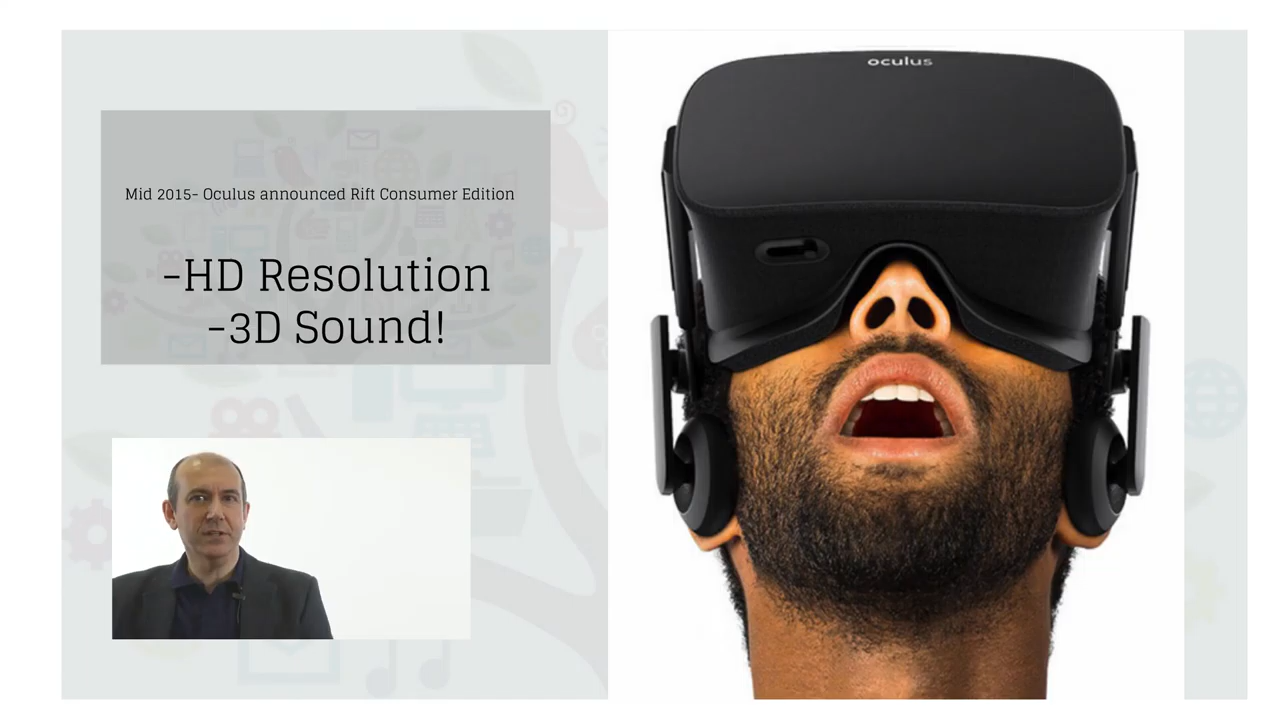 Mid 2015- Oculus announced Rift Consumer Edition
-HD Resolution
-3D Sound!
oculus